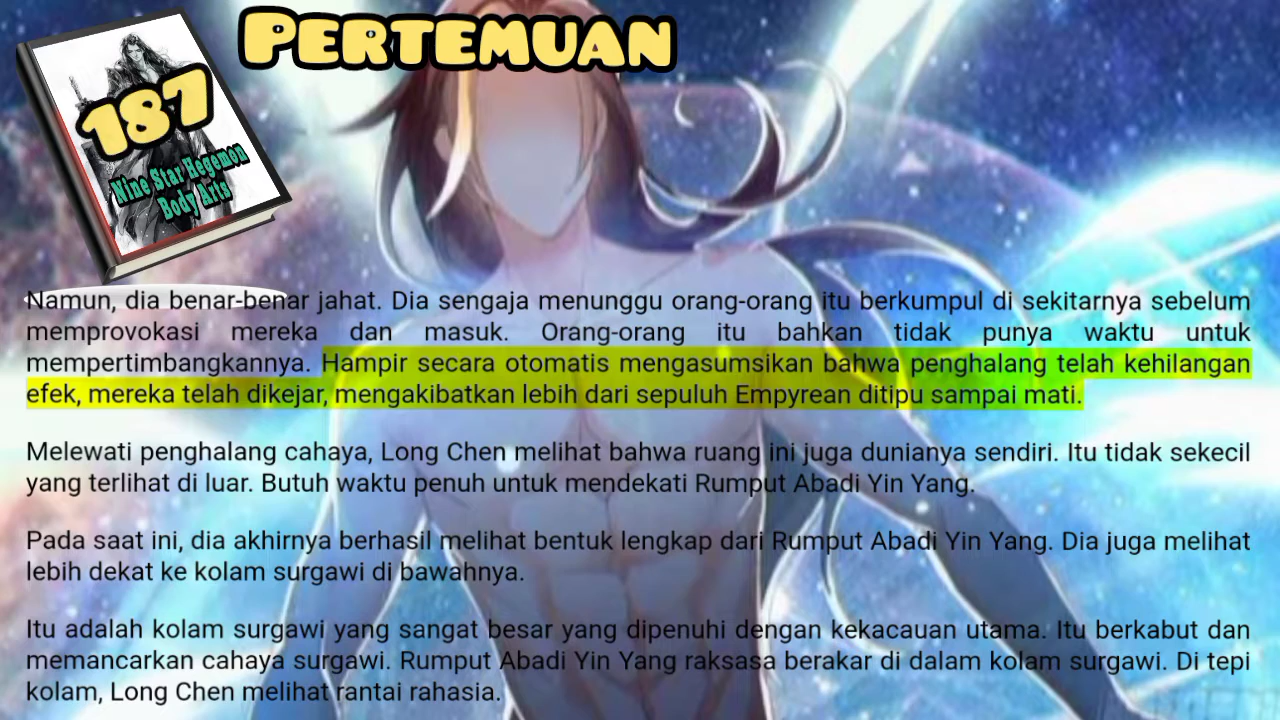 PERTEMUAN
187
Nine Star Hegemon
Body Arts
Namun, dia benar-benar jahat. Dia sengaja menunggu orang-orang itu berkumpul di sekitarnya sebelum
memprovokasi mereka dan masuk. Orang-orang itu bahkan tidak punya waktu untuk
mempertimbangkannya. Hampir secara otomatis mengasumsikan bahwa penghalang telah kehilangan
efek, mereka telah dikejar, mengakibatkan lebih dari sepuluh Empyrean ditipu sampai mati.
Melewati penghalang cahaya, Long Chen melihat bahwa ruang ini juga dunianya sendiri. Itu tidak sekecil
yang terlihat di luar. Butuh waktu penuh untuk mendekati Rumput Abadi Yin Yang.
Pada saat ini, dia akhirnya berhasil melihat bentuk lengkap dari Rumput Abadi Yin Yang. Dia juga melihat
lebih dekat ke kolam surgawi di bawahnya.
Itu adalah kolam surgawi yang sangat besar yang dipenuhi dengan kekacauan utama. Itu berkabut dan
memancarkan cahaya surgawi. Rumput Abadi Yin Yang raksasa berakar di dalam kolam surgawi. Di tepi
kolam, Long Chen melihat rantai rahasia.